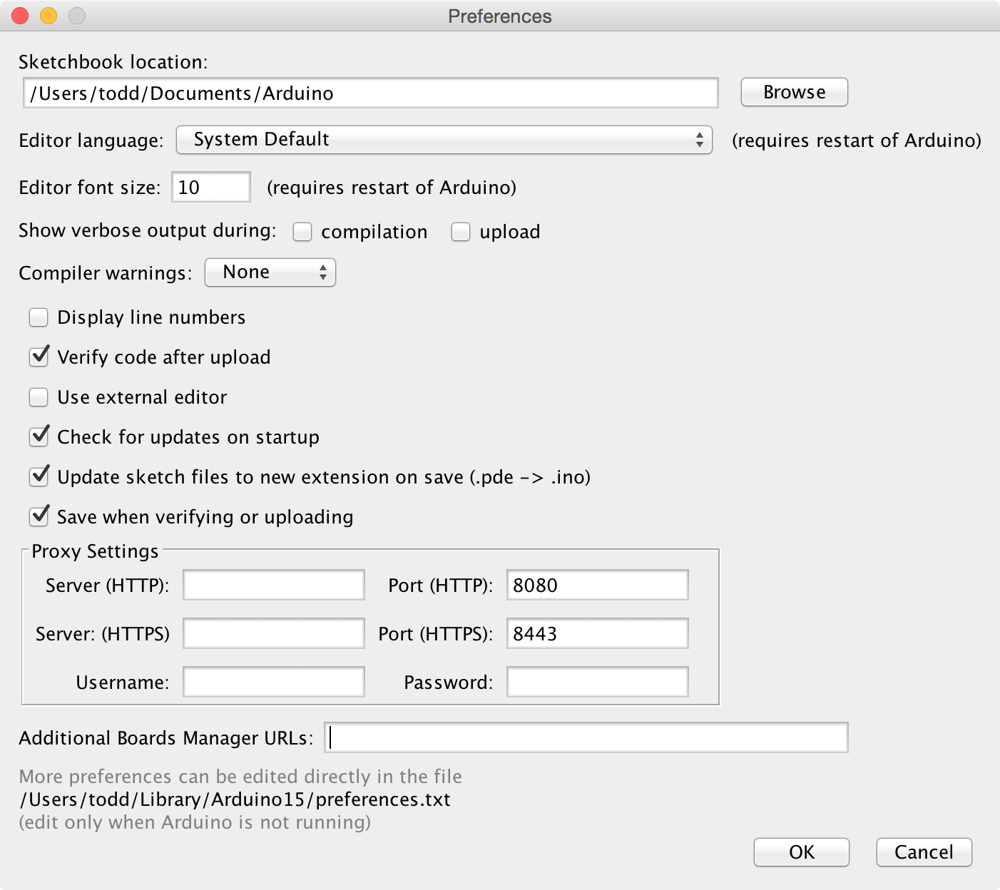 Preferences
Sketchbook location:
/Users/todd/Documents/Arduino Browse
Editor language: System Default (requires restart of Arduino)
Editor font size: 10 (requires restart of Arduino)
Show verbose output during: compilation upload
Compiler warnings: None
Display line numbers
Verify code after upload
Use external editor
Check for updates on startup
Update sketch files to new extension on save (.pde -> .ino)
Save when verifying or uploading
Proxy Settings
Server (HTTP): Port (HTTP): 8080
Server: (HTTPS) Port (HTTPS): 8443
Username: Password:
Additional Boards Manager URLs:
More preferences can be edited directly in the file
/Users/todd/Library/Arduino15/preferences.txt
(edit only when Arduino is not running)
OK Cancel